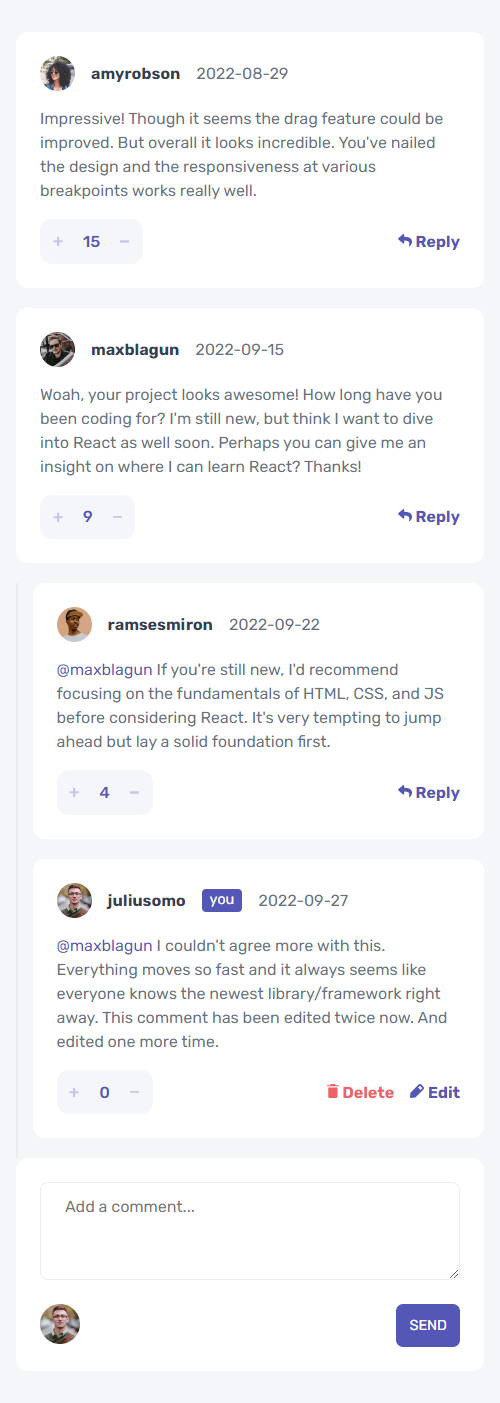 amyrobson 2022-08-29
Impressive! Though it seems the drag feature could be
improved. But overall it looks incredible. You've nailed
the design and the responsiveness at various
breakpoints works really well.
+ 15 − Reply
maxblagun 2022-09-15
Woah, your project looks awesome! How long have you
been coding for? I'm still new, but think I want to dive
into React as well soon. Perhaps you can give me an
insight on where I can learn React? Thanks!
+ 9 − Reply
ramsesmiron 2022-09-22
@maxblagun If you're still new, I'd recommend
focusing on the fundamentals of HTML, CSS, and JS
before considering React. It's very tempting to jump
ahead but lay a solid foundation first.
+ 4 − Reply
juliusomo you 2022-09-27
@maxblagun I couldn't agree more with this.
Everything moves so fast and it always seems like
everyone knows the newest library/framework right
away. This comment has been edited twice now. And
edited one more time.
+ 0 − Delete Edit
Add a comment...
SEND